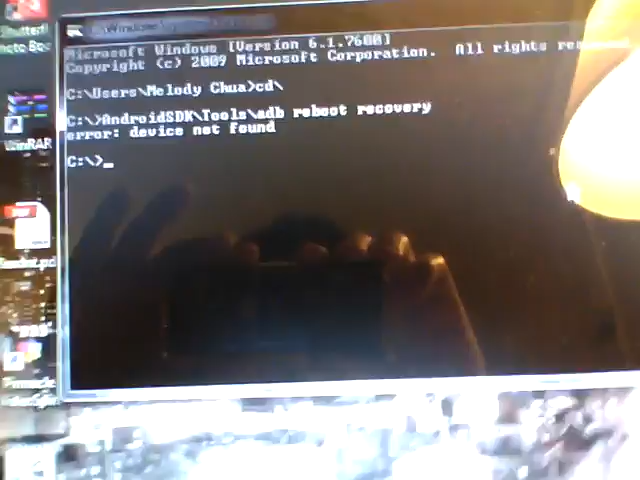 Microsoft Windows [Version 6.1.7600]
Copyright (c) 2009 Microsoft Corporation. All rights
C:\Users\Melody Chua>cd\
C:\>AndroidSDK\Tools\adb reboot recovery
error: device not found
C:\>_
WinRAR